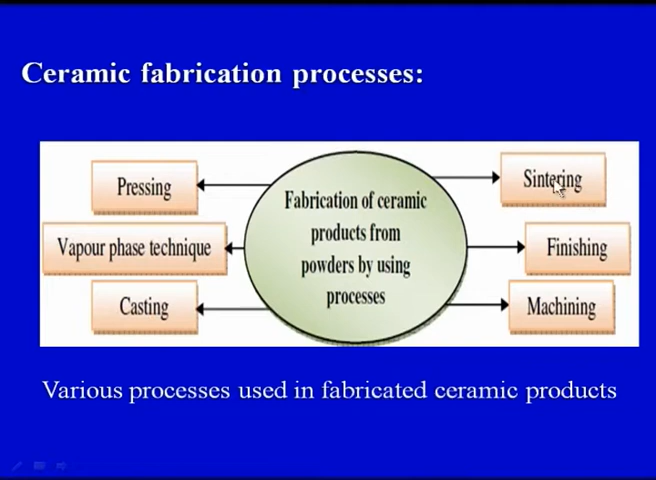 Ceramic fabrication processes:
Pressing
Vapour phase technique
Casting
Fabrication of ceramic
products from
powders by using
processes
Sintering
Finishing
Machining
Various processes used in fabricated ceramic products